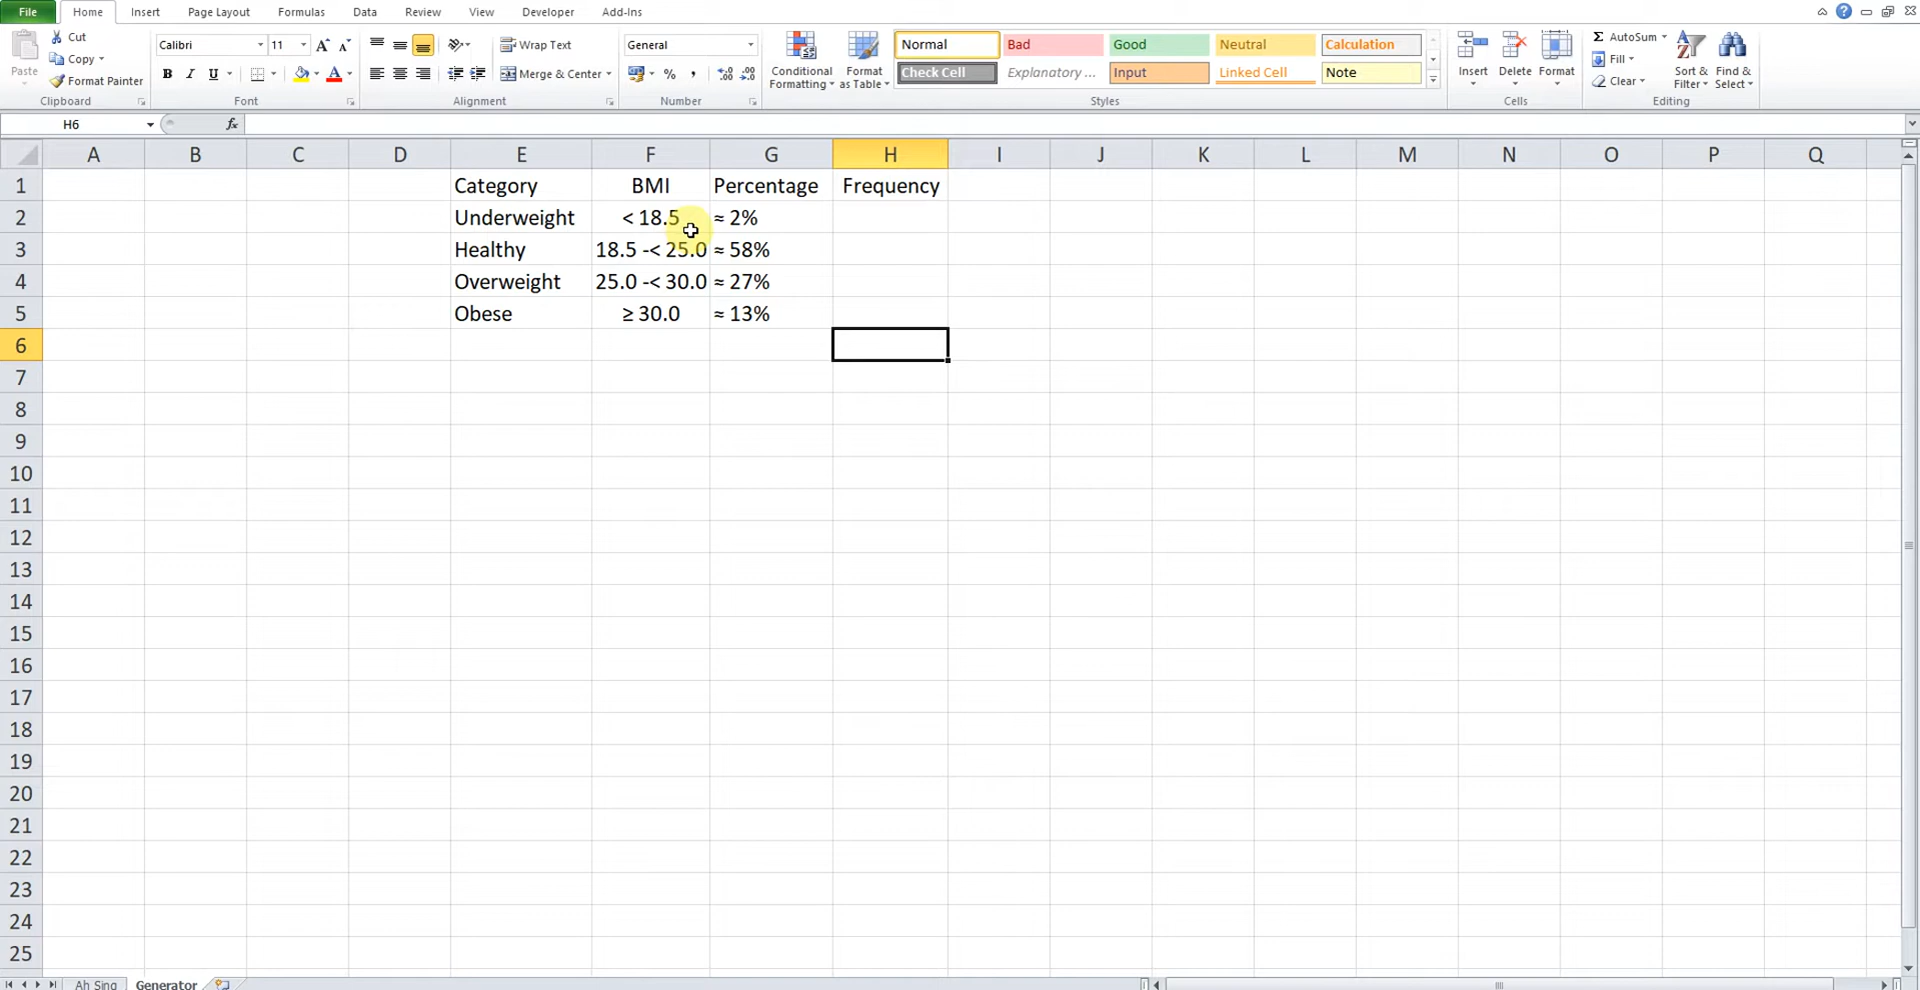 File Home Insert Page Layout Formulas Data Review View Developer Add-Ins
Paste
Cut
Copy
Format Painter
Clipboard
Calibri 11
B I U
Font
Wrap Text
Merge & Center
Alignment
General
%
Number
Conditional Formatting
Format as Table
Normal Bad Good Neutral Calculation
Check Cell Explanatory ... Input Linked Cell Note
Styles
Insert Delete Format
Cells
Σ AutoSum
Fill
Clear
Sort & Filter
Find & Select
Editing
H6 fx
A B C D E F G H I J K L M N O P Q
1 Category BMI Percentage Frequency
2 Underweight < 18.5 ≈ 2%
3 Healthy 18.5 -< 25.0 ≈ 58%
4 Overweight 25.0 -< 30.0 ≈ 27%
5 Obese ≥ 30.0 ≈ 13%
6
7
8
9
10
11
12
13
14
15
16
17
18
19
20
21
22
23
24
25
Ah Sing Generator